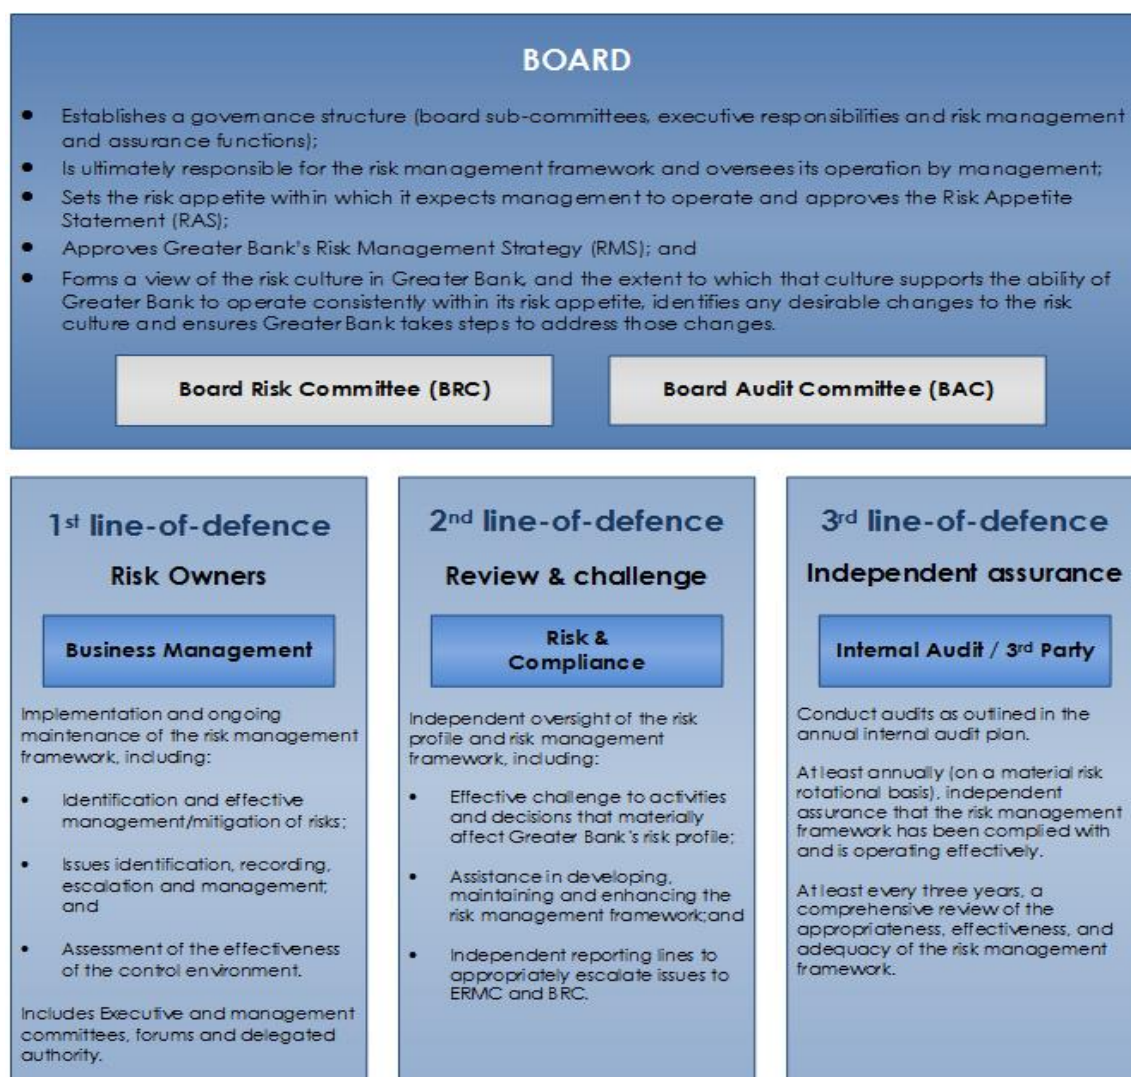 BOARD
• Establishes a governance structure (board sub-committees, executive responsibilities and risk management
and assurance functions);
• Is ultimately responsible for the risk management framework and oversees its operation by management;
• Sets the risk appetite within which it expects management to operate and approves the Risk Appetite
Statement (RAS);
• Approves Greater Bank's Risk Management Strategy (RMS); and
• Forms a view of the risk culture in Greater Bank, and the extent to which that culture supports the ability of
Greater Bank to operate consistently within its risk appetite, identifies any desirable changes to the risk
culture and ensures Greater Bank takes steps to address those changes.
Board Risk Committee (BRC)
Board Audit Committee (BAC)
1st line-of-defence
Risk Owners
Business Management
Implementation and ongoing
maintenance of the risk management
framework, including:
• Identification and effective
management/mitigation of risks;
• Issues identification, recording,
escalation and management;
and
• Assessment of the effectiveness
of the control environment.
Includes Executive and management
committees, forums and delegated
authority.
2nd line-of-defence
Review & challenge
Risk &
Compliance
Independent oversight of the risk
profile and risk management
framework, including:
• Effective challenge to activities
and decisions that materially
affect Greater Bank's risk profile;
• Assistance in developing,
maintaining and enhancing the
risk management framework;and
• Independent reporting lines to
appropriately escalate issues to
ERMC and BRC.
3rd line-of-defence
Independent assurance
Internal Audit / 3rd Party
Conduct audits as outlined in the
annual internal audit plan.
At least annually (on a material risk
rotational basis), independent
assurance that the risk management
framework has been complied with
and is operating effectively.
At least every three years, a
comprehensive review of the
appropriateness, effectiveness, and
adequacy of the risk management
framework.